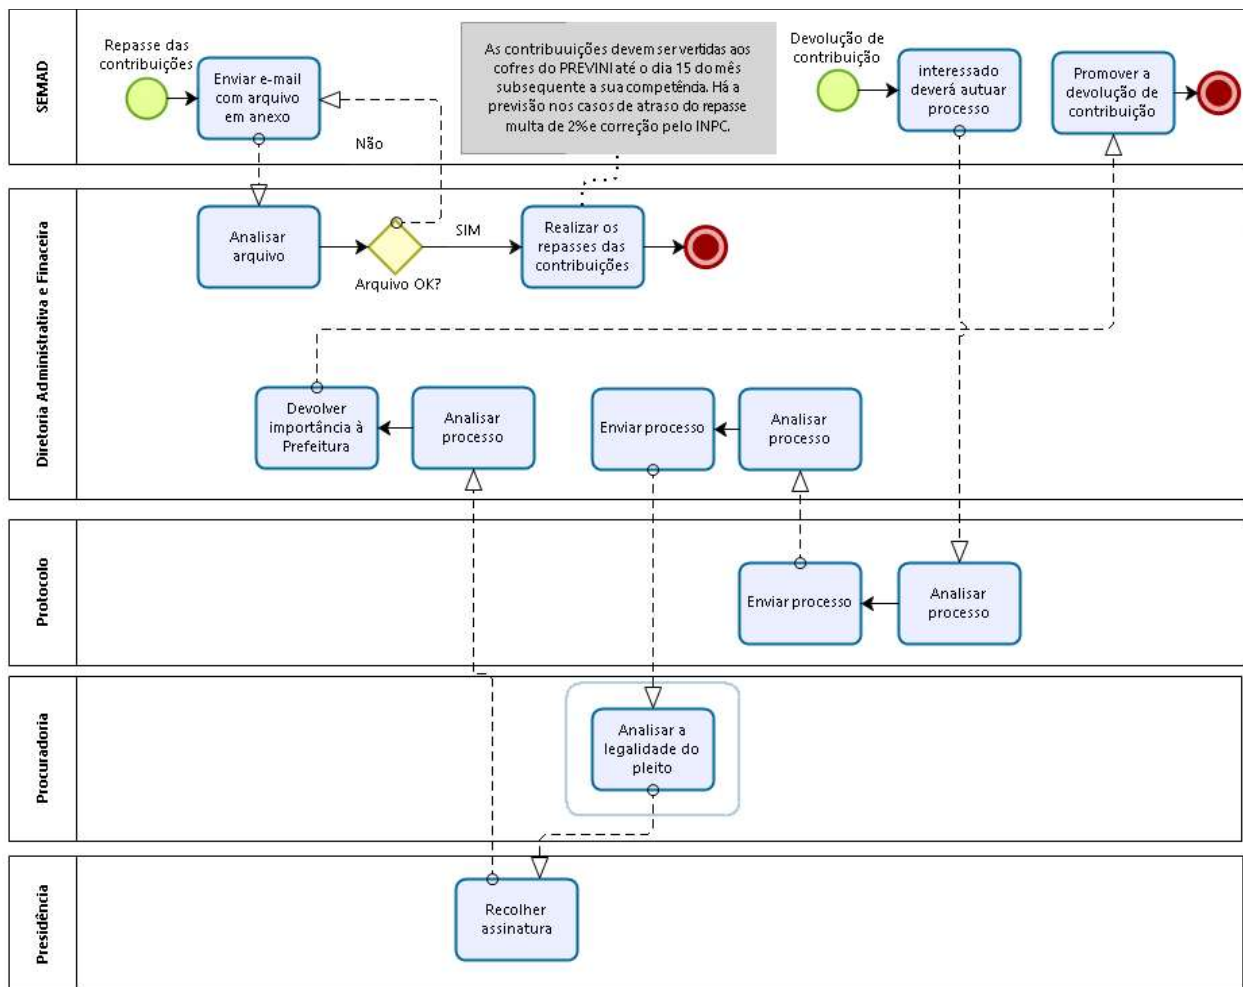 SEMAD
Repasse das
contribuições
Enviar e-mail
com arquivo
em anexo
Não
As contribuuições devem ser vertidas aos
cofres do PREVINI até o dia 15 do mês
subsequente a sua competência. Há a
previsão nos casos de atraso do repasse
multa de 2% e correção pelo INPC.
Devolução de
contribuição
interessado
deverá autuar
processo
Promover a
devolução de
contribuição
Diretoria Administrativa e Finaceira
Analisar
arquivo
Arquivo OK?
SIM
Realizar os
repasses das
contribuições
Devolver
importância à
Prefeitura
Analisar
processo
Enviar processo
Analisar
processo
Protocolo
Enviar processo
Analisar
processo
Procuradoria
Analisar a
legalidade do
pleito
Presidência
Recolher
assinatura